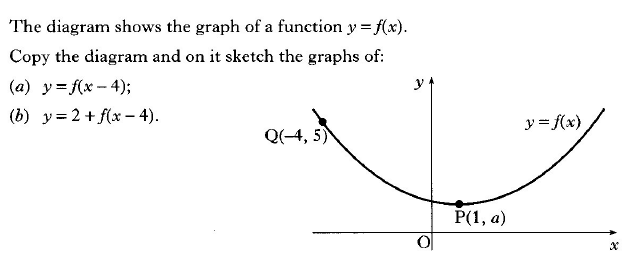 The diagram shows the graph of a function y = f(x).
Copy the diagram and on it sketch the graphs of:
(a) y = f(x – 4);
(b) y = 2 + f(x – 4).
y
y = f(x)
Q(–4, 5)
P(1, a)
O
x